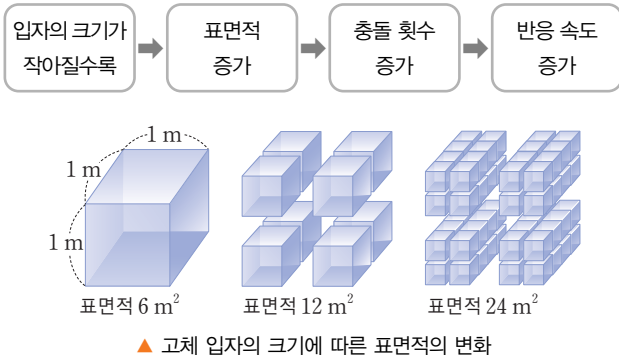 입자의 크기가
작아질수록
표면적
증가
충돌 횟수
증가
반응 속도
증가
1 m
1 m
1 m
표면적 6 m²
표면적 12 m²
표면적 24 m²
▲ 고체 입자의 크기에 따른 표면적의 변화